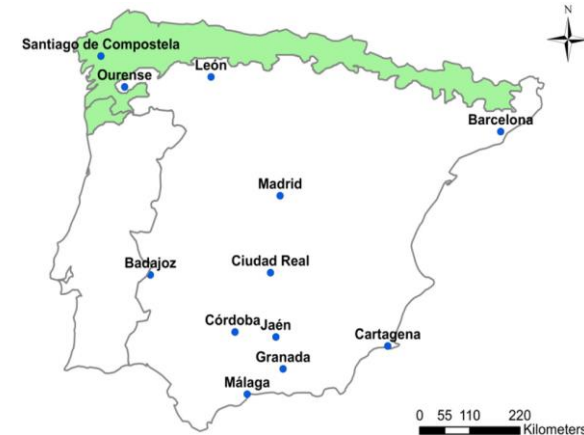 N
Santiago de Compostela
León
Ourense
Barcelona
Madrid
Badajoz
Ciudad Real
Córdoba
Jaén
Cartagena
Granada
Málaga
0 55 110 220
Kilometers